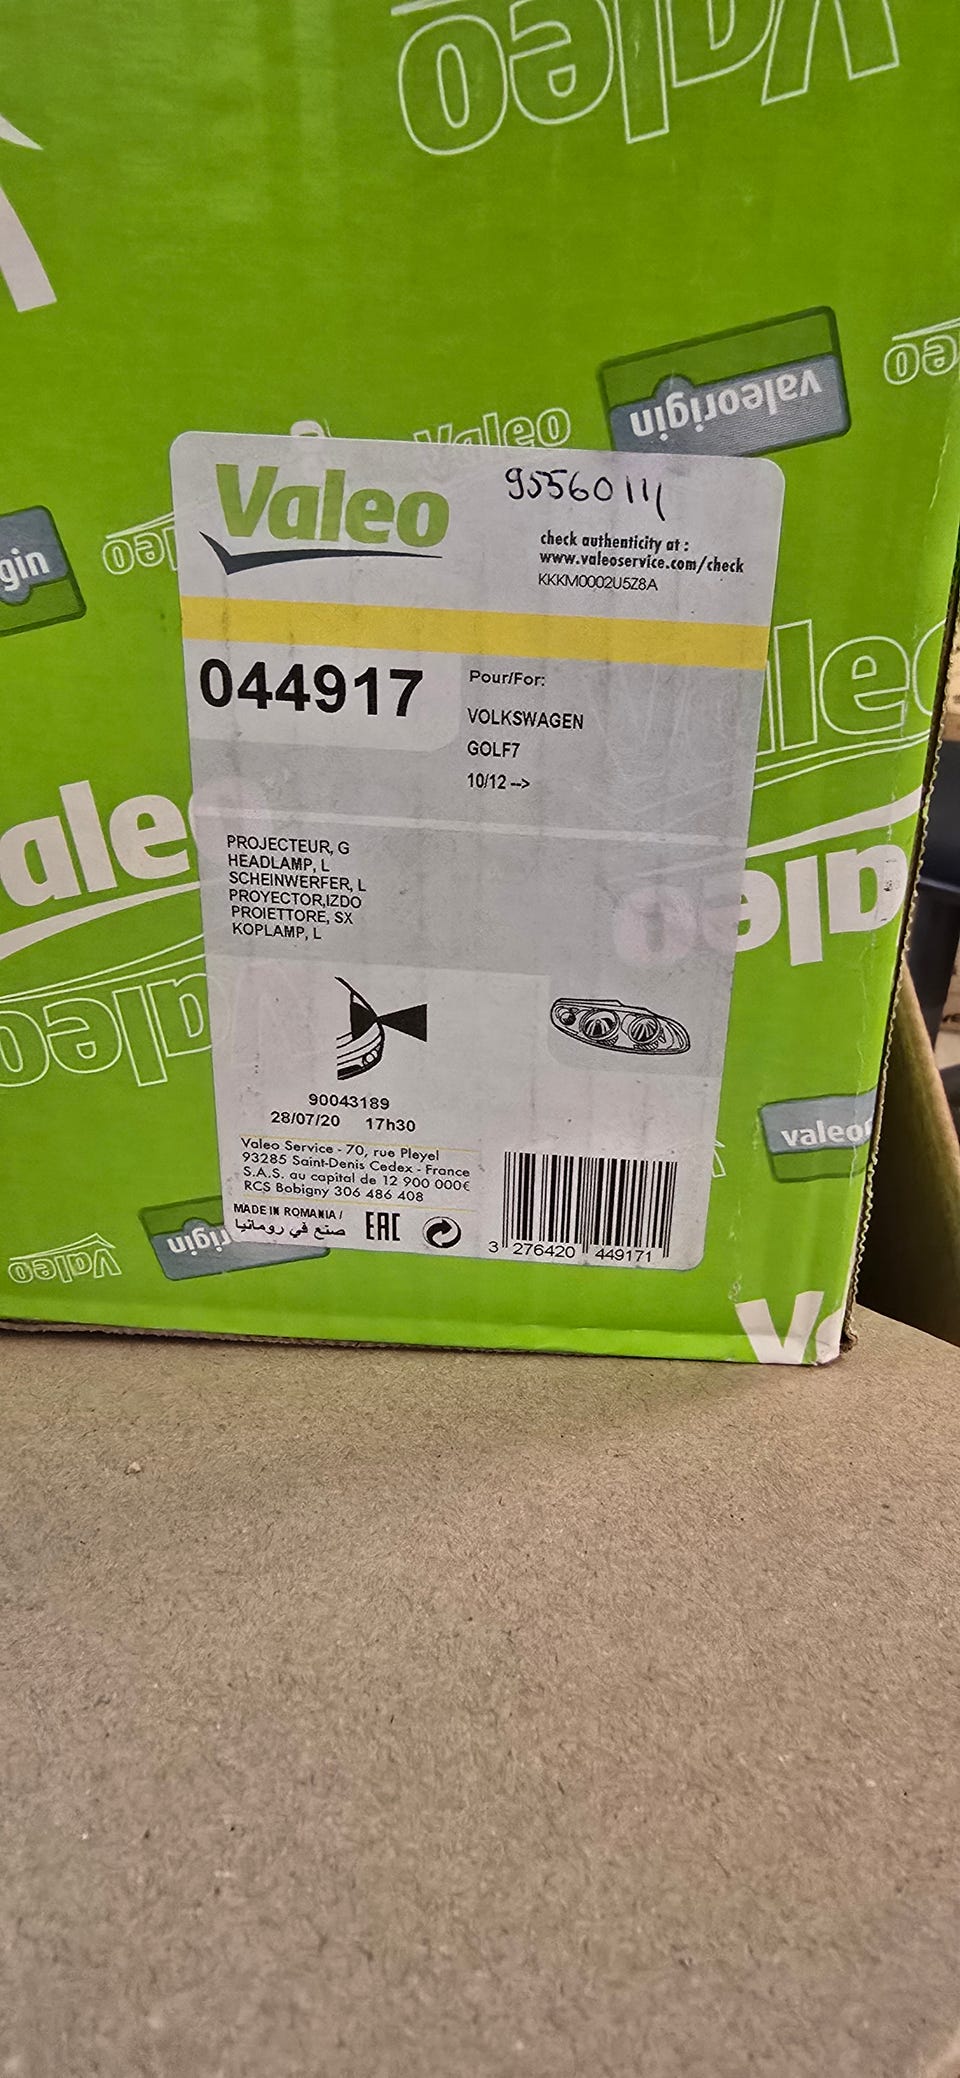 Valeo
valeorigin
Valeo
Valeo
95560111
check authenticity at :
www.valeoservice.com/check
KKKM0002U5Z8A
044917
Pour/For:
VOLKSWAGEN
GOLF7
10/12 -->
PROJECTEUR, G
HEADLAMP, L
SCHEINWERFER, L
PROYECTOR,IZDO
PROIETTORE, SX
KOPLAMP, L
90043189
28/07/20 17h30
Valeo Service - 70, rue Pleyel
93285 Saint-Denis Cedex - France
S.A.S. au capital de 12 900 000€
RCS Bobigny 306 486 408
MADE IN ROMANIA /
صنع في رومانيا
EAC
3 276420 449171
Valeo